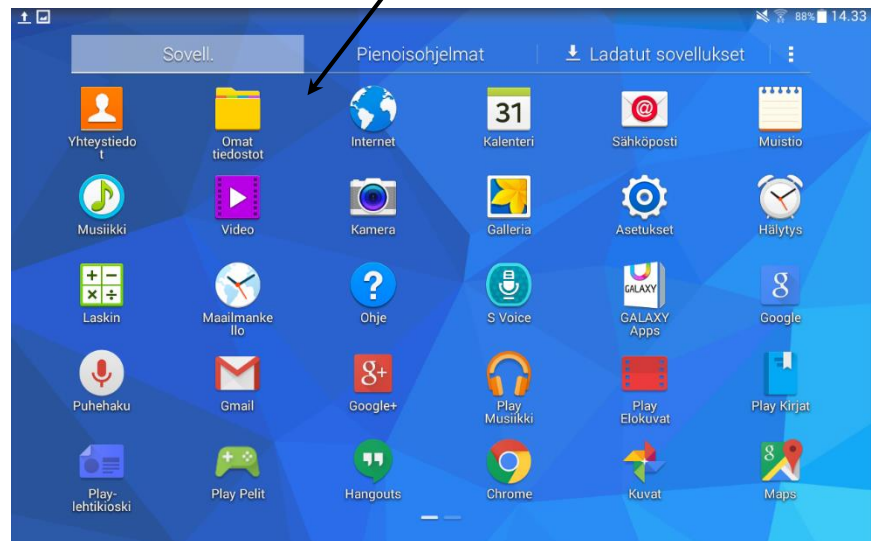 88% 14.33
Sovell. Pienoisohjelmat Ladatut sovellukset
31
Yhteystiedo
t
Omat
tiedostot
Internet
Kalenteri
Sähköposti
Muistio
Musiikki
Video
Kamera
Galleria
Asetukset
Hälytys
Laskin
Maailmanke
llo
Ohje
S Voice
GALAXY
GALAXY
Apps
Google
Puhehaku
Gmail
Google+
Play
Musiikki
Play
Elokuvat
Play Kirjat
Play-
lehtikioski
Play Pelit
Hangouts
Chrome
Kuvat
Maps